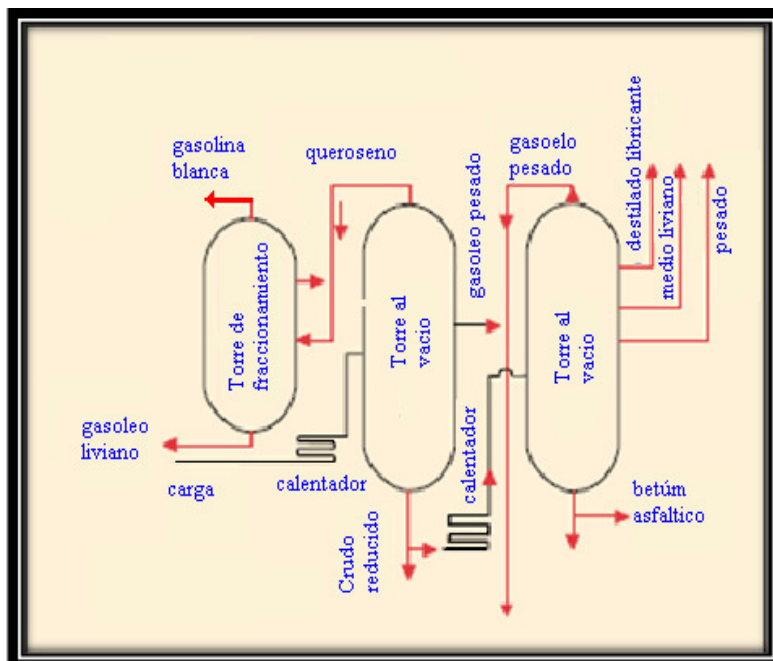 gasolina
blanca
queroseno
gasoelo
pesado
gasoleo pesado
destilado libricante
medio liviano
pesado
Torre de
fraccionamiento
Torre al
vacio
Torre al
vacio
gasoleo
liviano
carga
calentador
calentador
Crudo
reducido
betúm
asfaltico